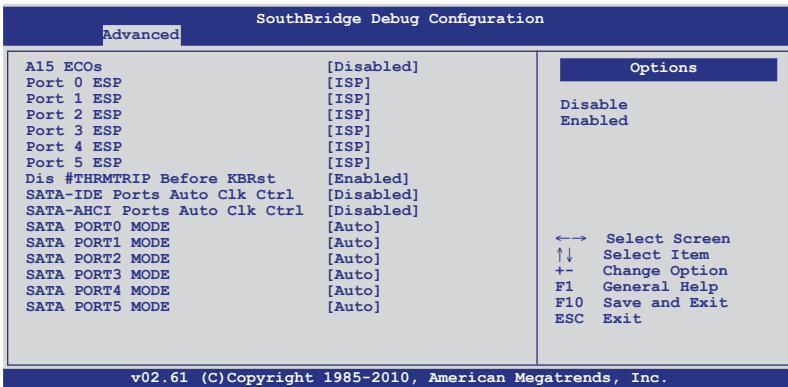 SouthBridge Debug Configuration
Advanced
A15 ECOs [Disabled]
Port 0 ESP [ISP]
Port 1 ESP [ISP]
Port 2 ESP [ISP]
Port 3 ESP [ISP]
Port 4 ESP [ISP]
Port 5 ESP [ISP]
Dis #THRMTRIP Before KBRst [Enabled]
SATA-IDE Ports Auto Clk Ctrl [Disabled]
SATA-AHCI Ports Auto Clk Ctrl [Disabled]
SATA PORT0 MODE [Auto]
SATA PORT1 MODE [Auto]
SATA PORT2 MODE [Auto]
SATA PORT3 MODE [Auto]
SATA PORT4 MODE [Auto]
SATA PORT5 MODE [Auto]
Options
Disable
Enabled
←→ Select Screen
↑↓ Select Item
+- Change Option
F1 General Help
F10 Save and Exit
ESC Exit
v02.61 (C)Copyright 1985-2010, American Megatrends, Inc.